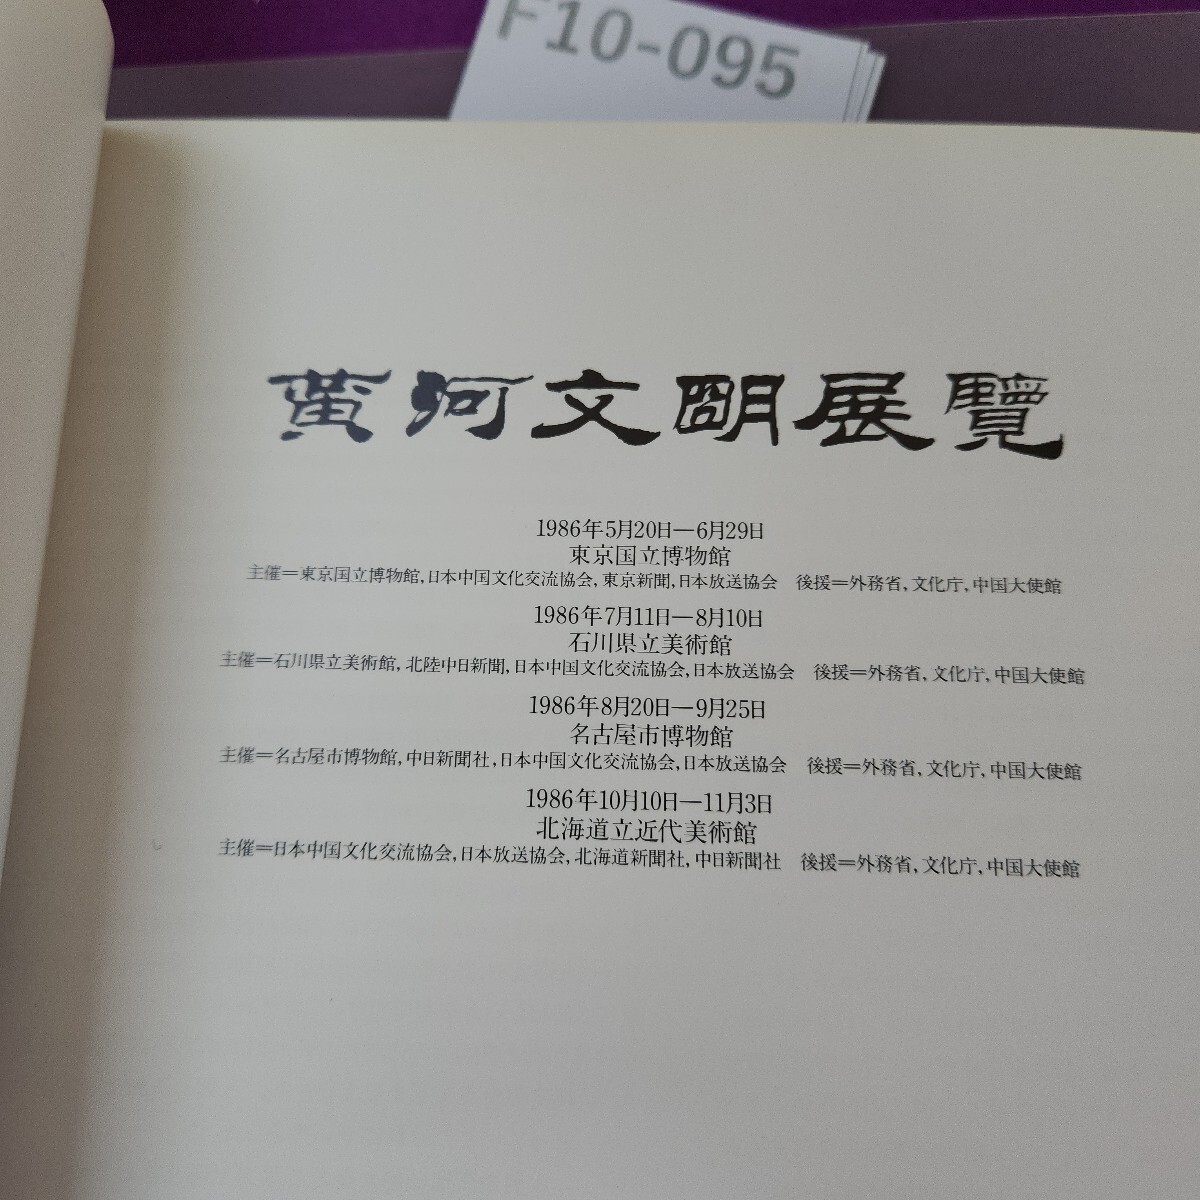 F10-095
黄河文明展覽
1986年5月20日—6月29日
東京国立博物館
主催=東京国立博物館,日本中国文化交流協会,東京新聞,日本放送協会　後援=外務省,文化庁,中国大使館
1986年7月11日—8月10日
石川県立美術館
主催=石川県立美術館,北陸中日新聞,日本中国文化交流協会,日本放送協会　後援=外務省,文化庁,中国大使館
1986年8月20日—9月25日
名古屋市博物館
主催=名古屋市博物館,中日新聞社,日本中国文化交流協会,日本放送協会　後援=外務省,文化庁,中国大使館
1986年10月10日—11月3日
北海道立近代美術館
主催=日本中国文化交流協会,日本放送協会,北海道新聞社,中日新聞社　後援=外務省,文化庁,中国大使館